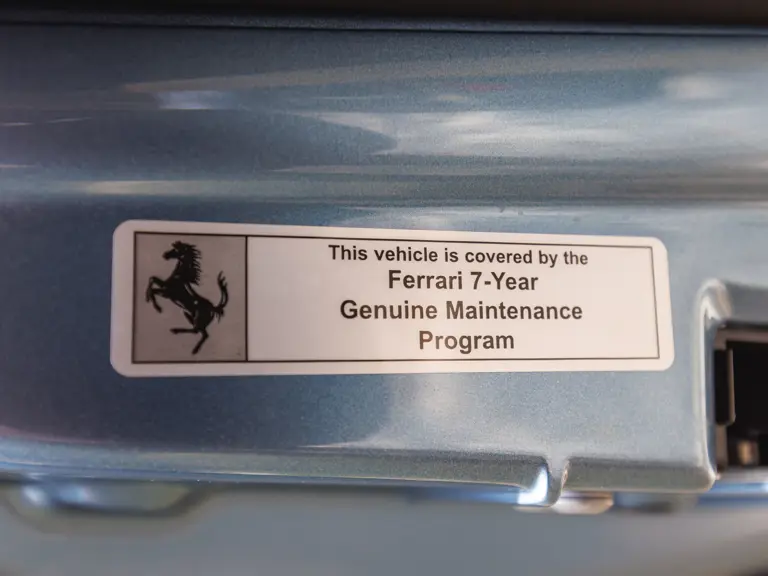 This vehicle is covered by the
Ferrari 7-Year
Genuine Maintenance
Program